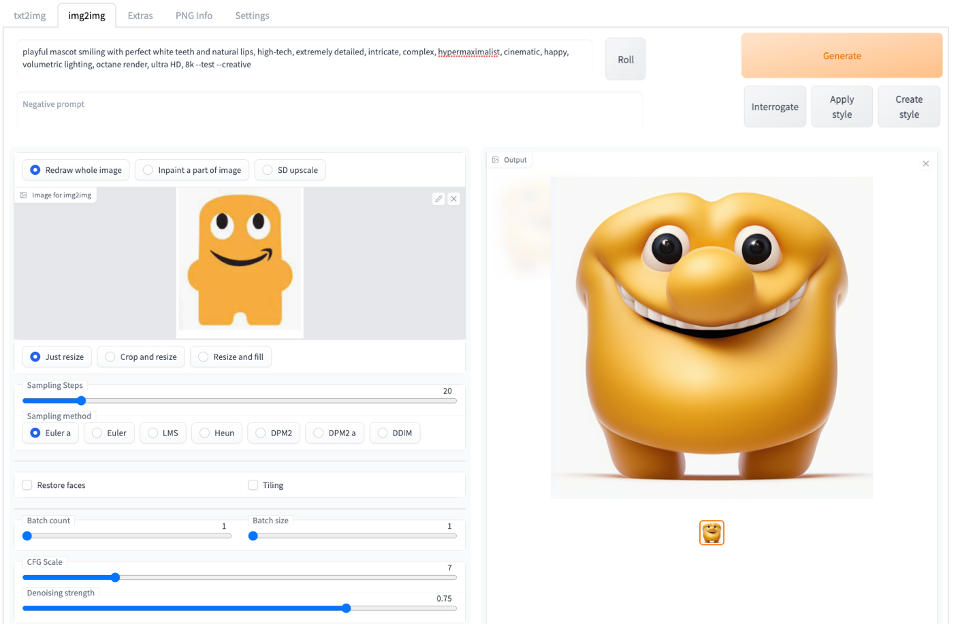 txt2img img2img Extras PNG Info Settings
playful mascot smiling with perfect white teeth and natural lips, high-tech, extremely detailed, intricate, complex, hypermaximalist, cinematic, happy,
volumetric lighting, octane render, ultra HD, 8k --test --creative
Roll
Generate
Negative prompt
Interrogate
Apply
style
Create
style
Redraw whole image Inpaint a part of image SD upscale
Image for img2img
Just resize Crop and resize Resize and fill
Sampling Steps 20
Sampling method
Euler a Euler LMS Heun DPM2 DPM2 a DDIM
Restore faces Tiling
Batch count 1 Batch size 1
CFG Scale 7
Denoising strength 0.75
Output